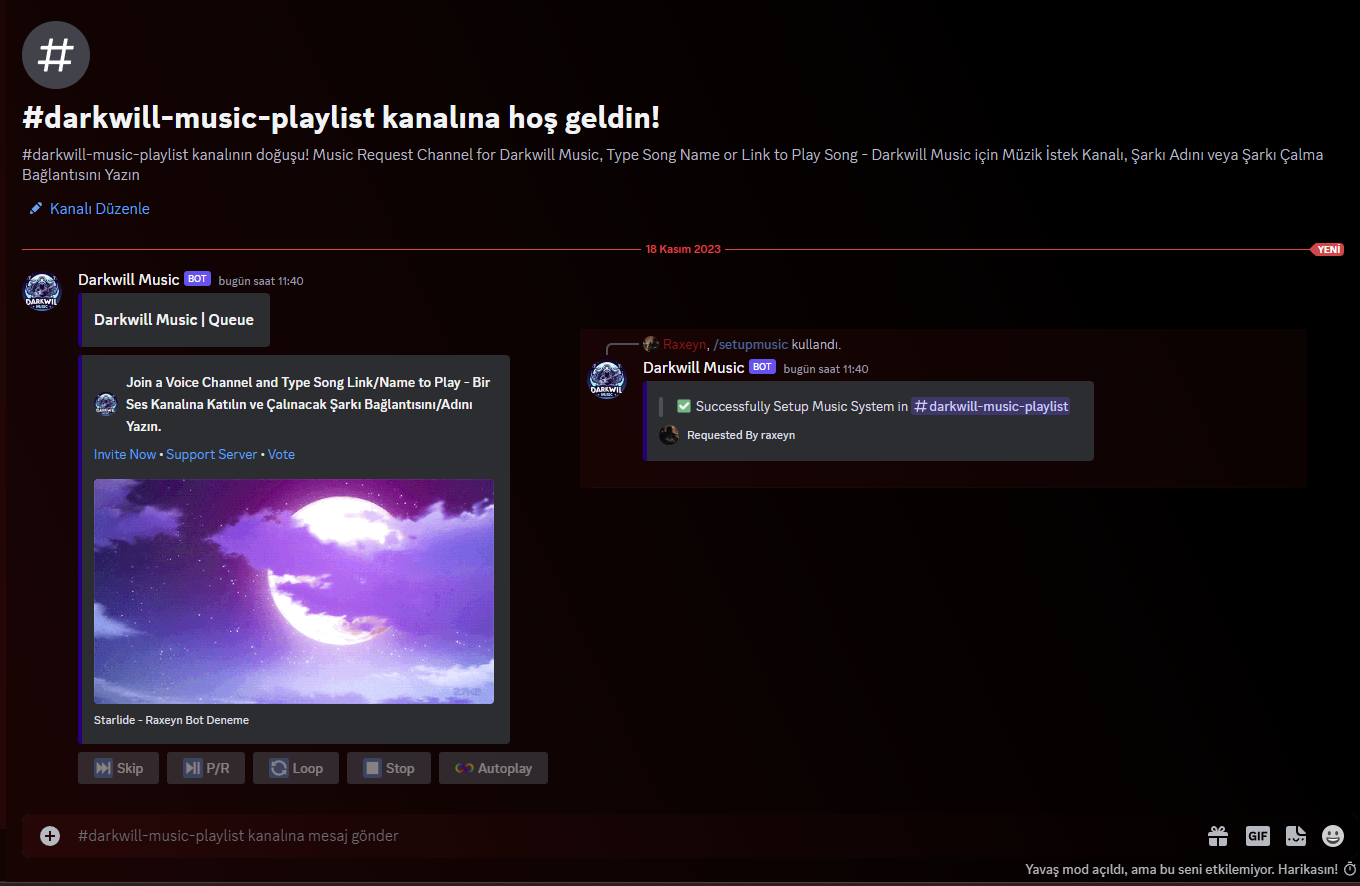 #darkwill-music-playlist kanalına hoş geldin!
#darkwill-music-playlist kanalının doğuşu! Music Request Channel for Darkwill Music, Type Song Name or Link to Play Song - Darkwill Music için Müzik İstek Kanalı, Şarkı Adını veya Şarkı Çalma
Bağlantısını Yazın
Kanalı Düzenle
18 Kasım 2023
YENİ
Darkwill Music BOT bugün saat 11:40
Darkwill Music | Queue
Join a Voice Channel and Type Song Link/Name to Play - Bir
Ses Kanalına Katılın ve Çalınacak Şarkı Bağlantısını/Adını
Yazın.
Invite Now • Support Server • Vote
Starlide - Raxeyn Bot Deneme
Skip P/R Loop Stop Autoplay
Raxeyn, /setupmusic kullandı.
Darkwill Music BOT bugün saat 11:40
Successfully Setup Music System in #darkwill-music-playlist
Requested By raxeyn
#darkwill-music-playlist kanalına mesaj gönder
GIF
Yavaş mod açıldı, ama bu seni etkilemiyor. Harikasın!